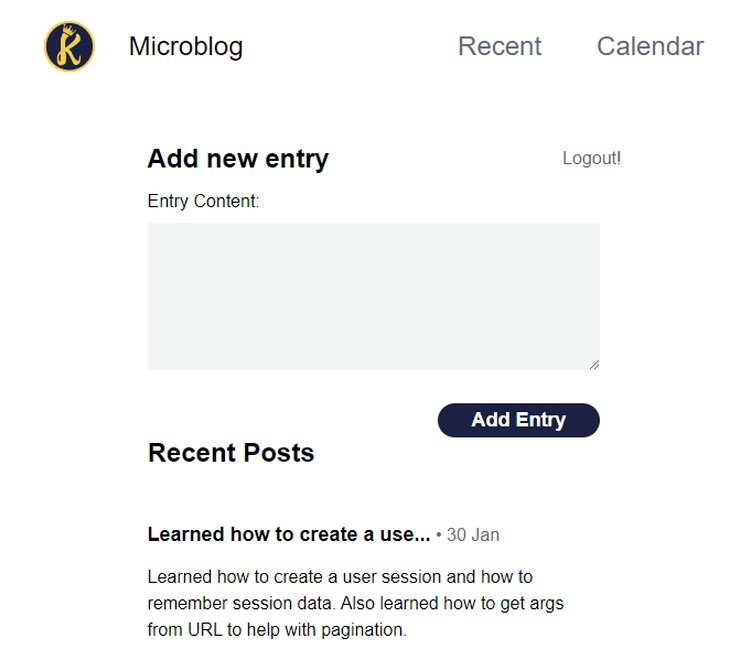 K
Microblog
Recent
Calendar
Add new entry
Logout!
Entry Content:
Add Entry
Recent Posts
Learned how to create a use... • 30 Jan
Learned how to create a user session and how to
remember session data. Also learned how to get args
from URL to help with pagination.